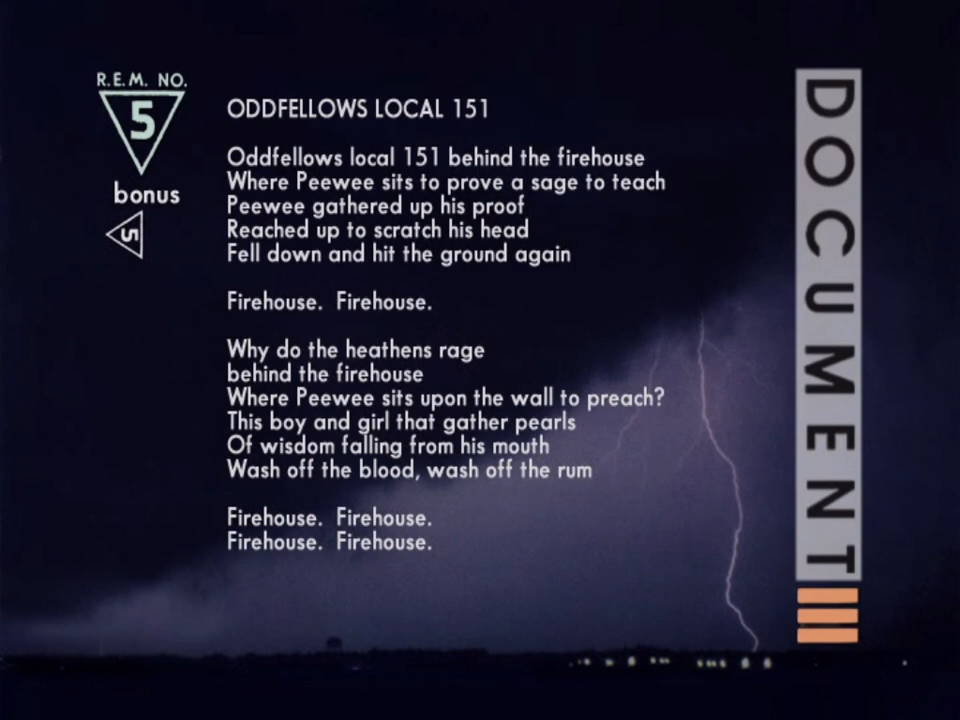 R.E.M. NO.
5
bonus
5
ODDFELLOWS LOCAL 151
Oddfellows local 151 behind the firehouse
Where Peewee sits to prove a sage to teach
Peewee gathered up his proof
Reached up to scratch his head
Fell down and hit the ground again
Firehouse.  Firehouse.
Why do the heathens rage
behind the firehouse
Where Peewee sits upon the wall to preach?
This boy and girl that gather pearls
Of wisdom falling from his mouth
Wash off the blood, wash off the rum
Firehouse.  Firehouse.
Firehouse.  Firehouse.
DOCUMENT